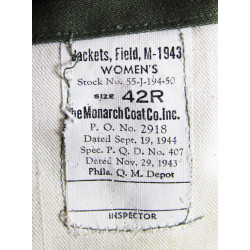 Jackets, Field, M-1943
WOMEN'S
Stock No. 55-J-194-50
SIZE 42R
The Monarch Coat Co. Inc.
P. O. No. 2918
Dated Sept. 19, 1944
Spec. P. Q. D. No. 407
Dated Nov. 29, 1943
Phila. Q. M. Depot
INSPECTOR